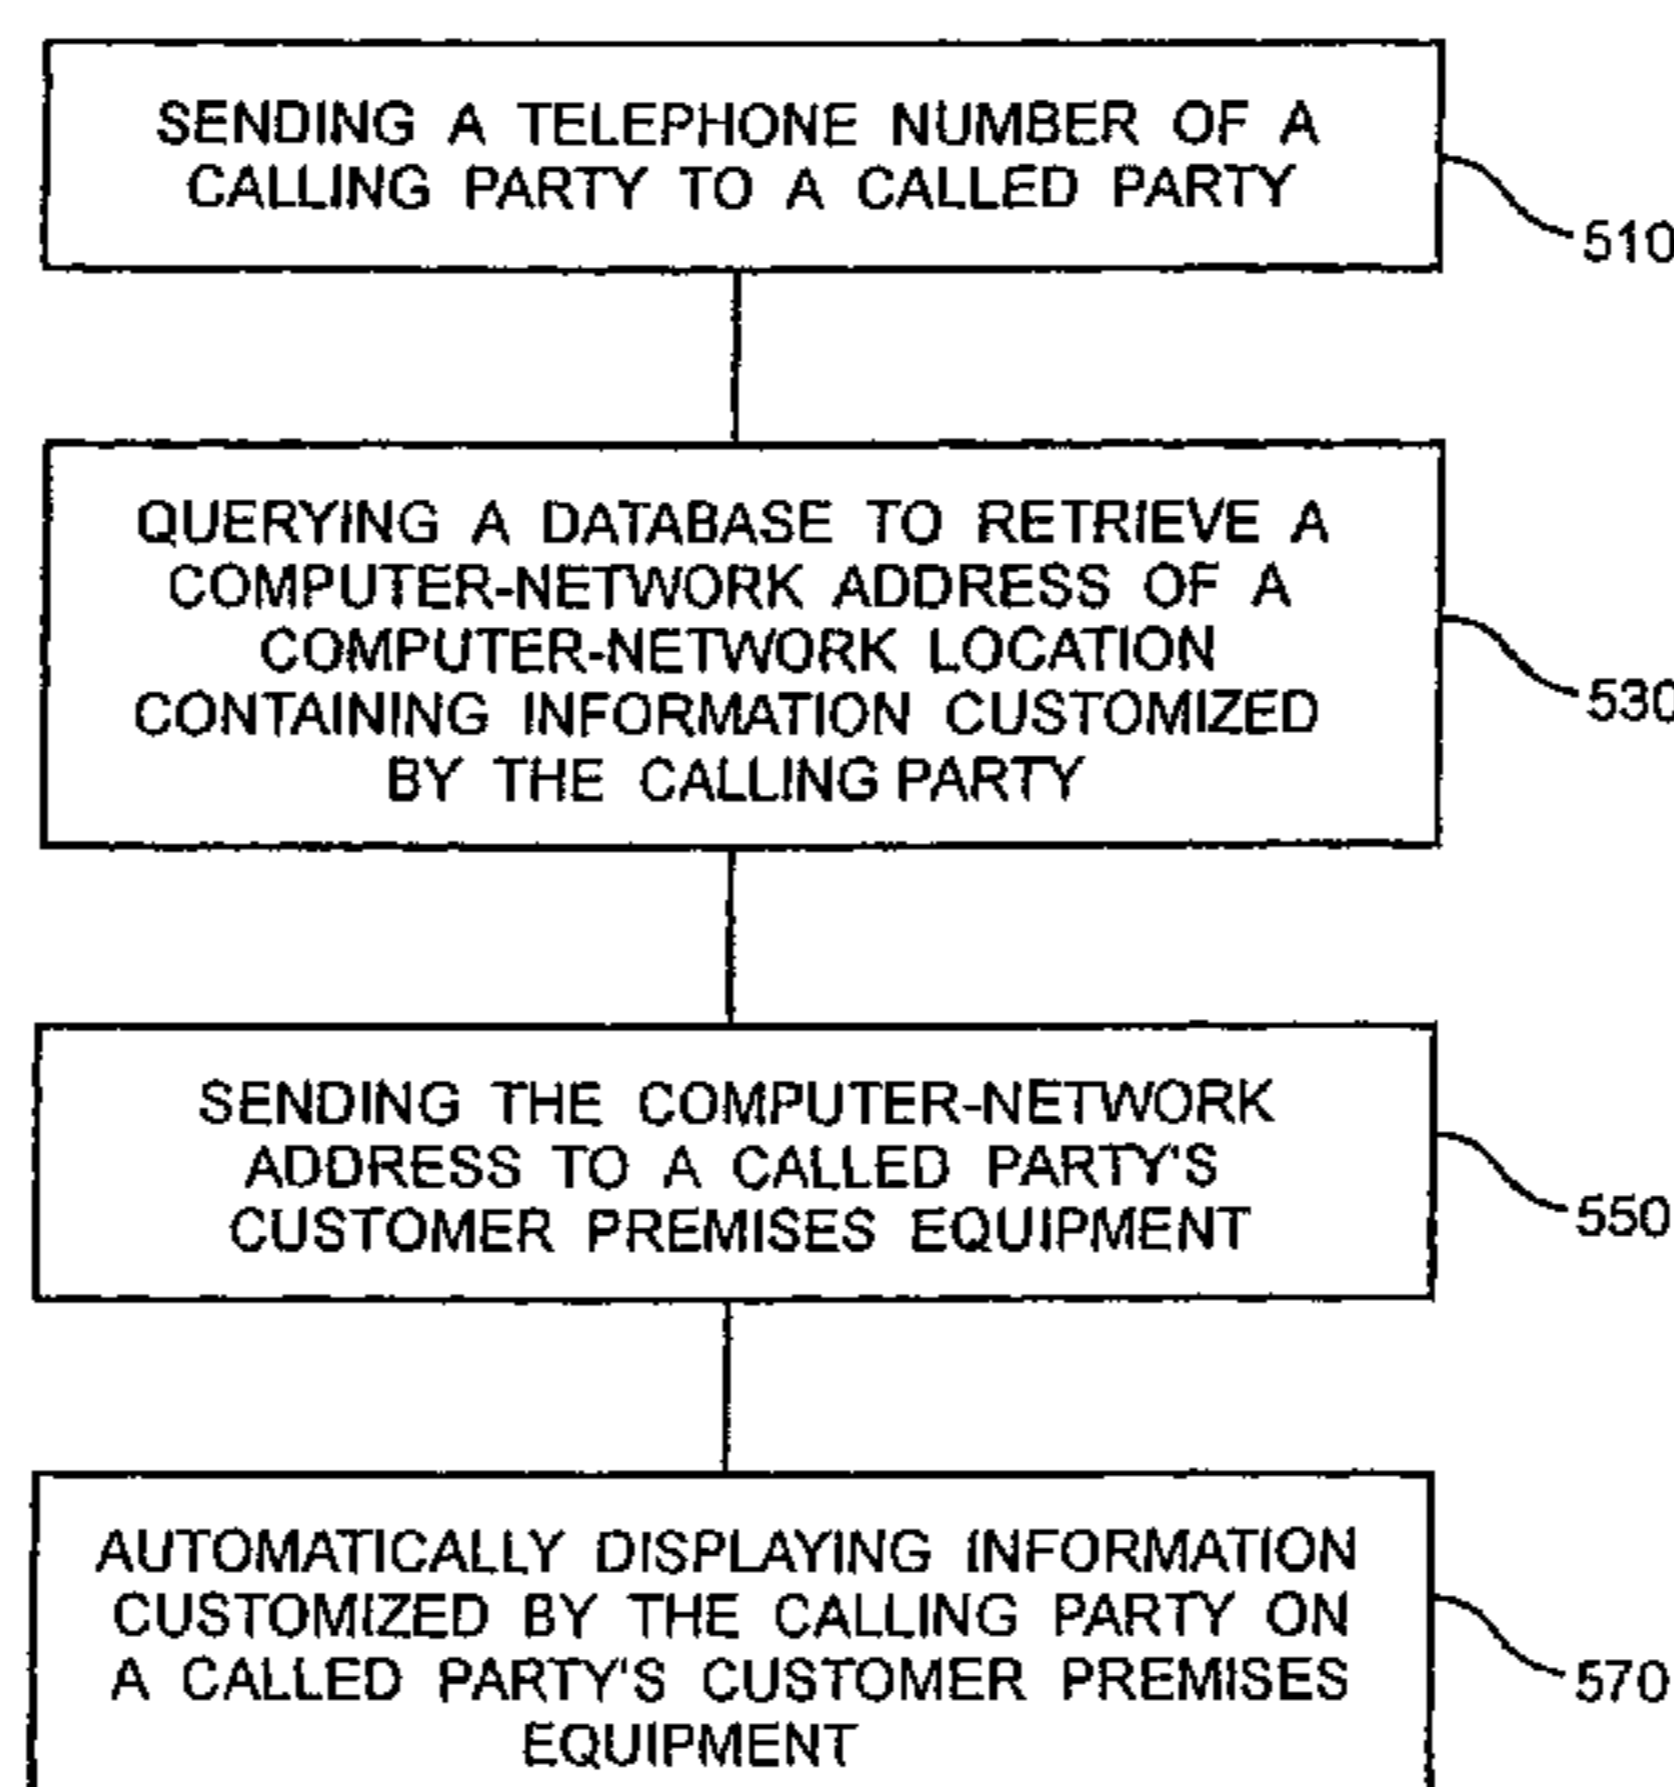 SENDING A TELEPHONE NUMBER OF A
CALLING PARTY TO A CALLED PARTY
510
QUERYING A DATABASE TO RETRIEVE A
COMPUTER-NETWORK ADDRESS OF A
COMPUTER-NETWORK LOCATION
CONTAINING INFORMATION CUSTOMIZED
BY THE CALLING PARTY
530
SENDING THE COMPUTER-NETWORK
ADDRESS TO A CALLED PARTY'S
CUSTOMER PREMISES EQUIPMENT
550
AUTOMATICALLY DISPLAYING INFORMATION
CUSTOMIZED BY THE CALLING PARTY ON
A CALLED PARTY'S CUSTOMER PREMISES
EQUIPMENT
570